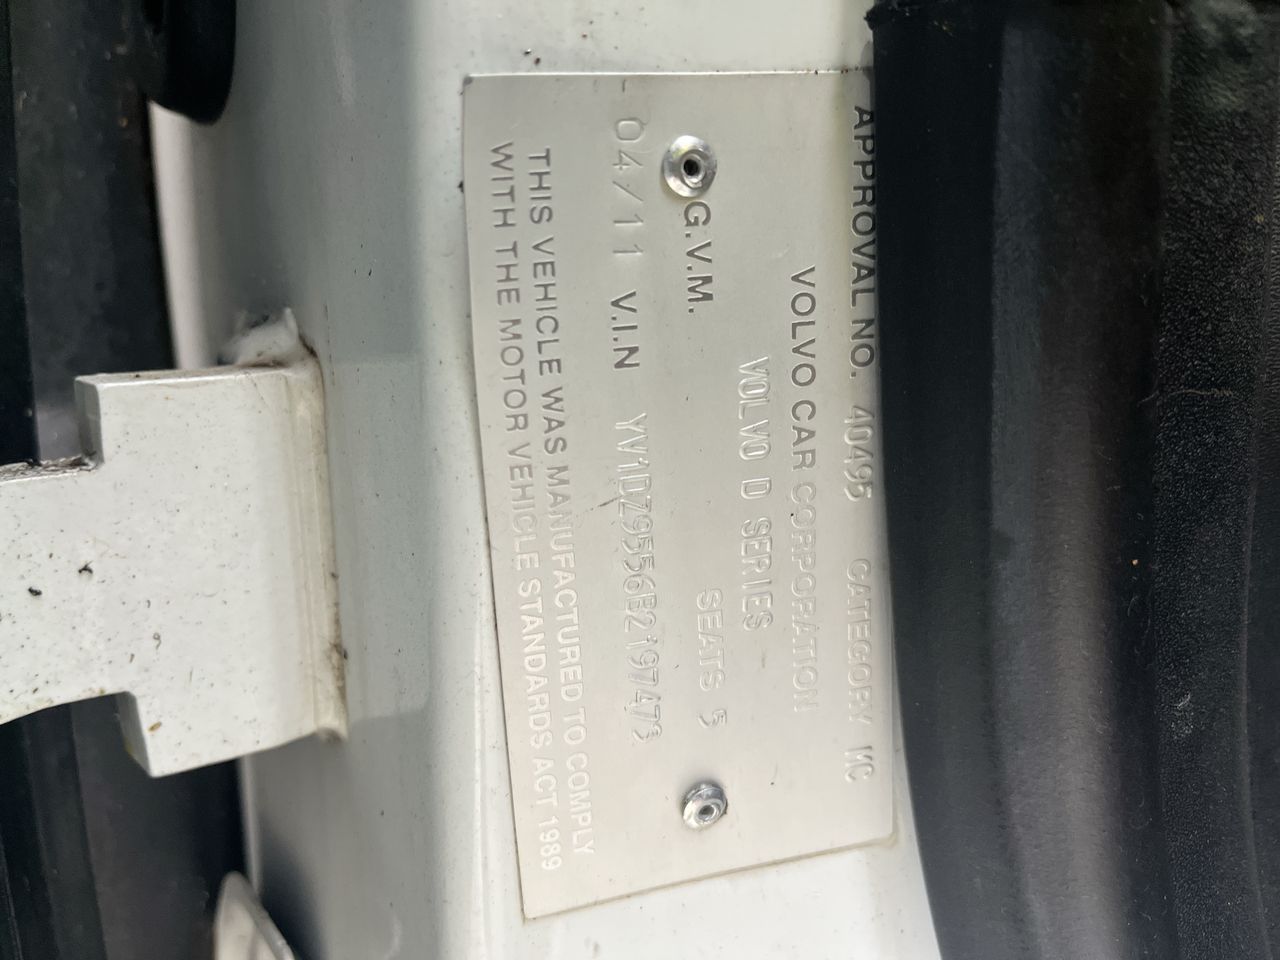 APPROVAL NO. 40495 CATEGORY MC
VOLVO CAR CORPORATION
VOLVO D SERIES
G.V.M. SEATS 5
04/11 V.I.N YV1DZ9556B2197473
THIS VEHICLE WAS MANUFACTURED TO COMPLY
WITH THE MOTOR VEHICLE STANDARDS ACT 1989